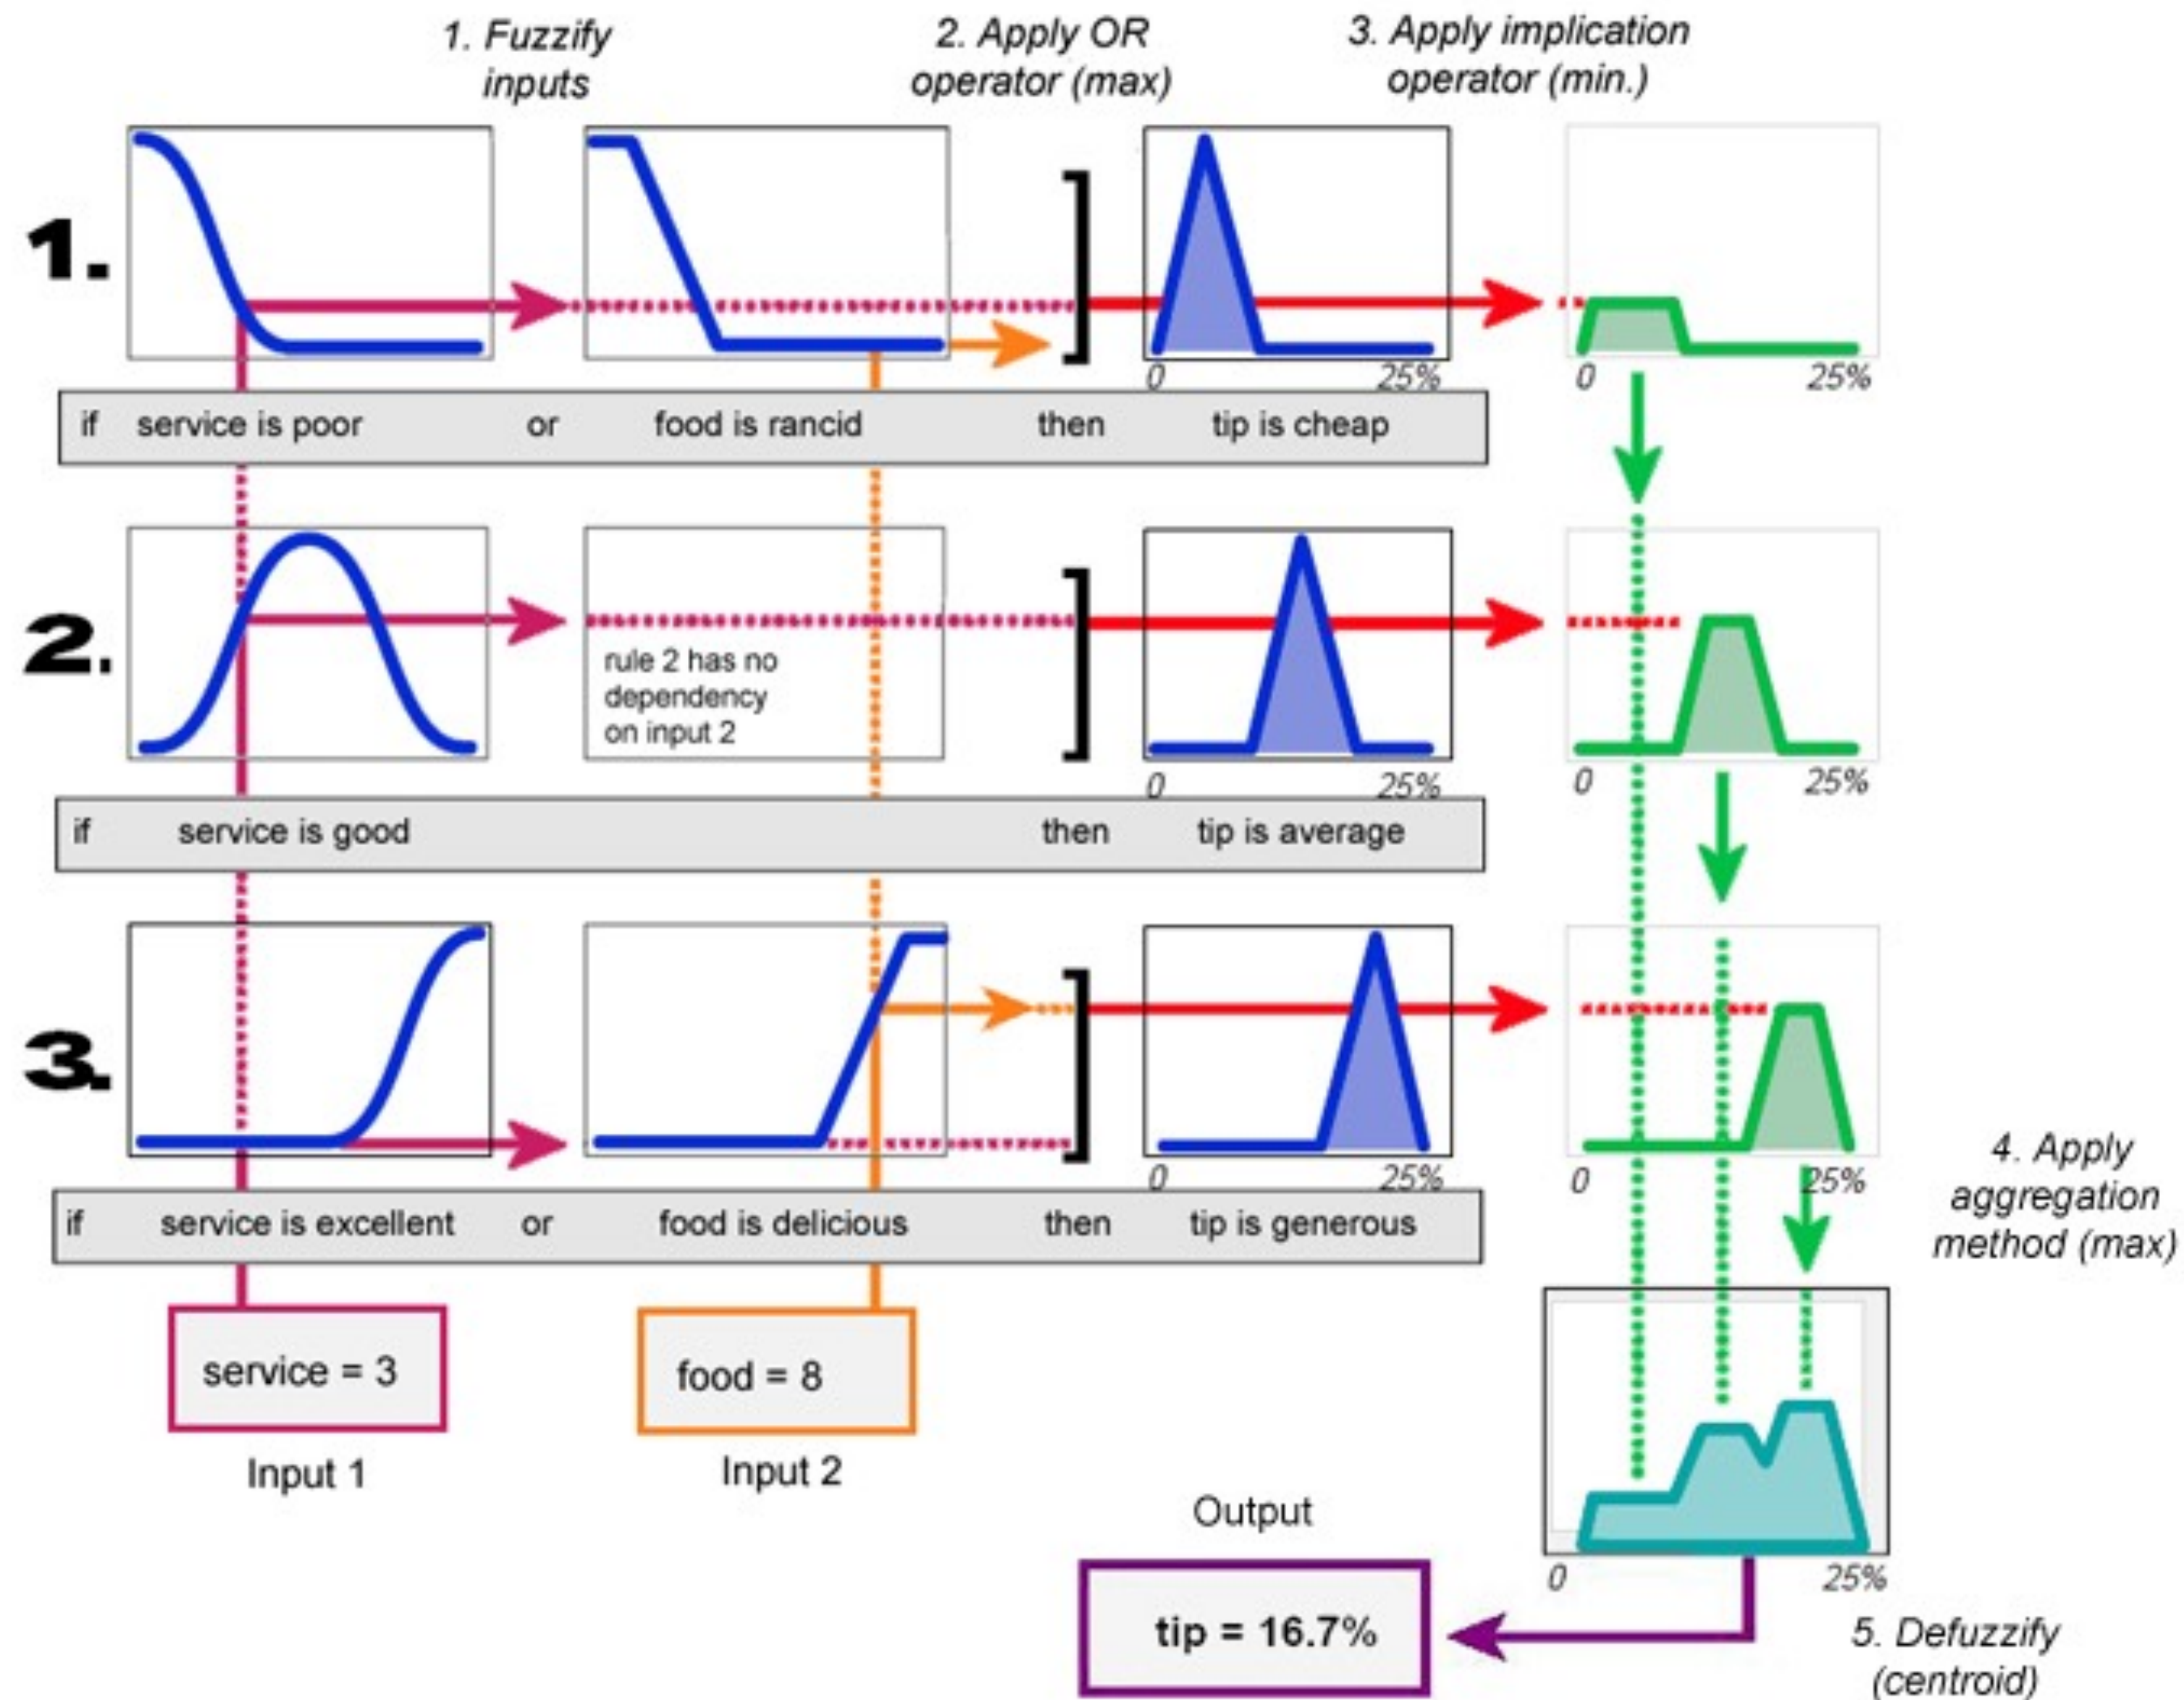 1. Fuzzify
inputs
2. Apply OR
operator (max)
3. Apply implication
operator (min.)
1.
0
25%
0
25%
if service is poor or food is rancid then tip is cheap
2.
rule 2 has no
dependency
on input 2
0
25%
0
25%
if service is good then tip is average
3.
0
25%
0
25%
if service is excellent or food is delicious then tip is generous
4. Apply
aggregation
method (max)
service = 3
food = 8
Input 1
Input 2
0
25%
Output
tip = 16.7%
5. Defuzzify
(centroid)